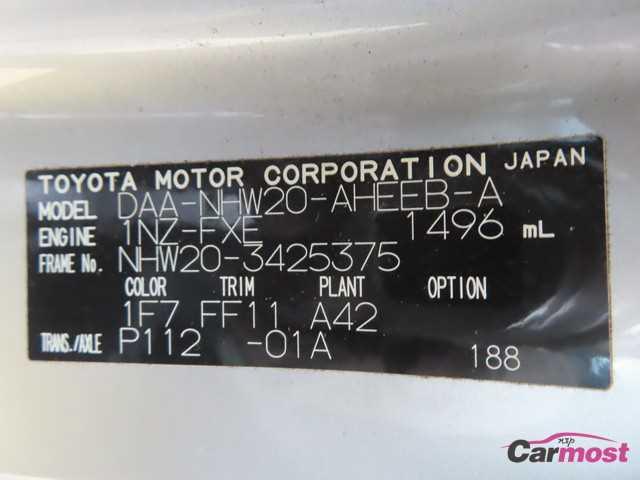 TOYOTA MOTOR CORPORATION JAPAN
MODEL DAA-NHW20-AHEEB-A
ENGINE 1NZ-FXE 1496 mL
FRAME No. NHW20-3425375
COLOR TRIM PLANT OPTION
1F7 FF11 A42
TRANS./AXLE P112 -01A 188
nxp
Carmost